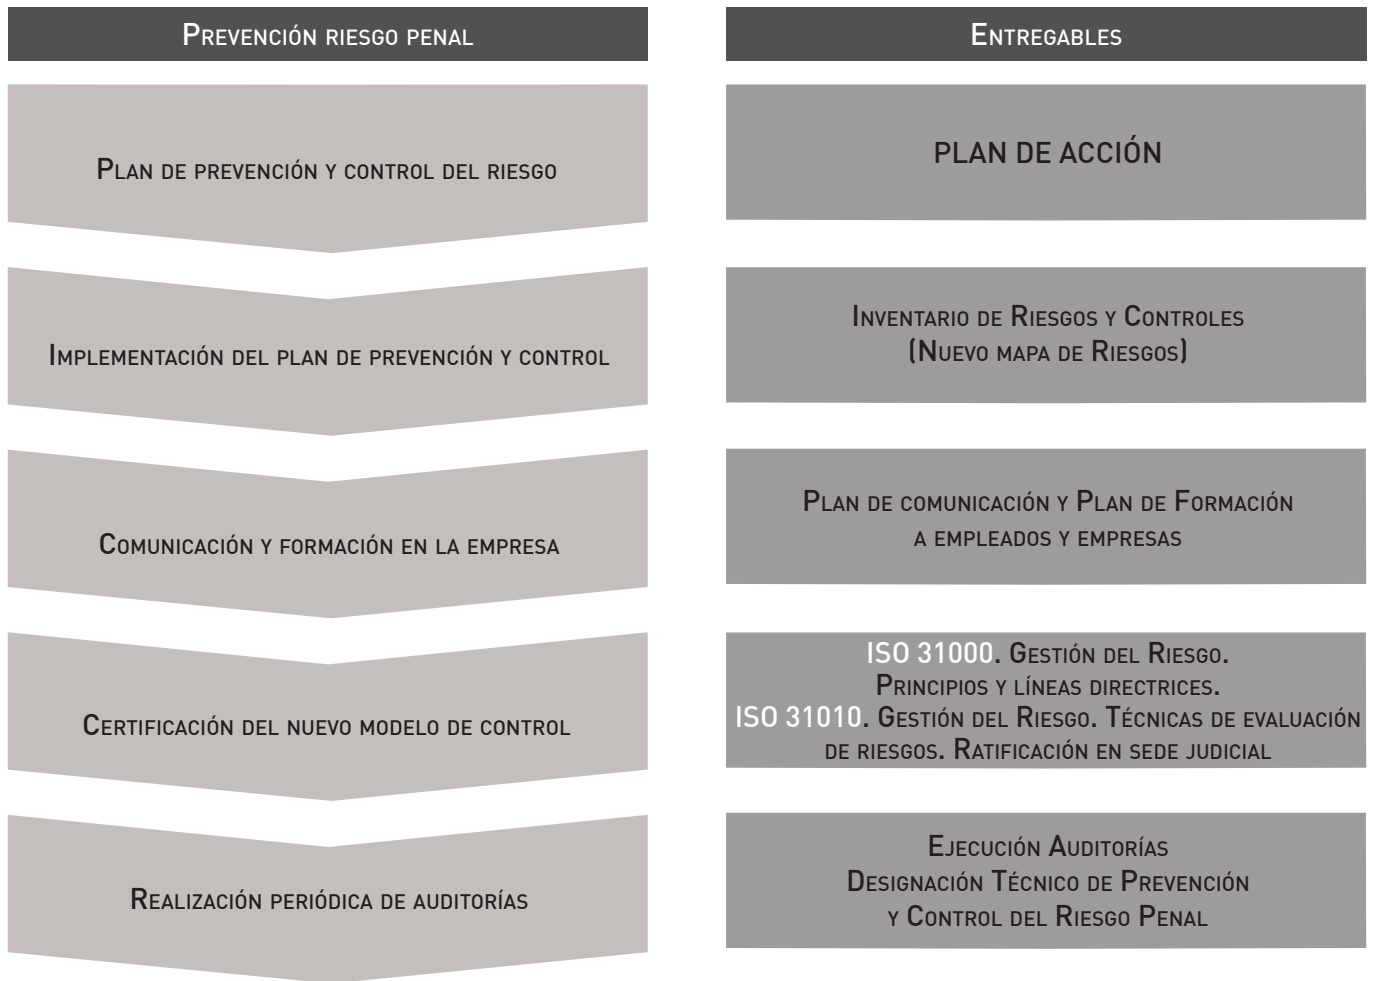 Prevención riesgo penal
Entregables
Plan de prevención y control del riesgo
PLAN DE ACCIÓN
Implementación del plan de prevención y control
Inventario de Riesgos y Controles
(Nuevo mapa de Riesgos)
Comunicación y formación en la empresa
Plan de comunicación y Plan de Formación
a empleados y empresas
Certificación del nuevo modelo de control
ISO 31000. Gestión del Riesgo.
Principios y líneas directrices.
ISO 31010. Gestión del Riesgo. Técnicas de evaluación
de riesgos. Ratificación en sede judicial
Realización periódica de auditorías
Ejecución Auditorías
Designación Técnico de Prevención
y Control del Riesgo Penal